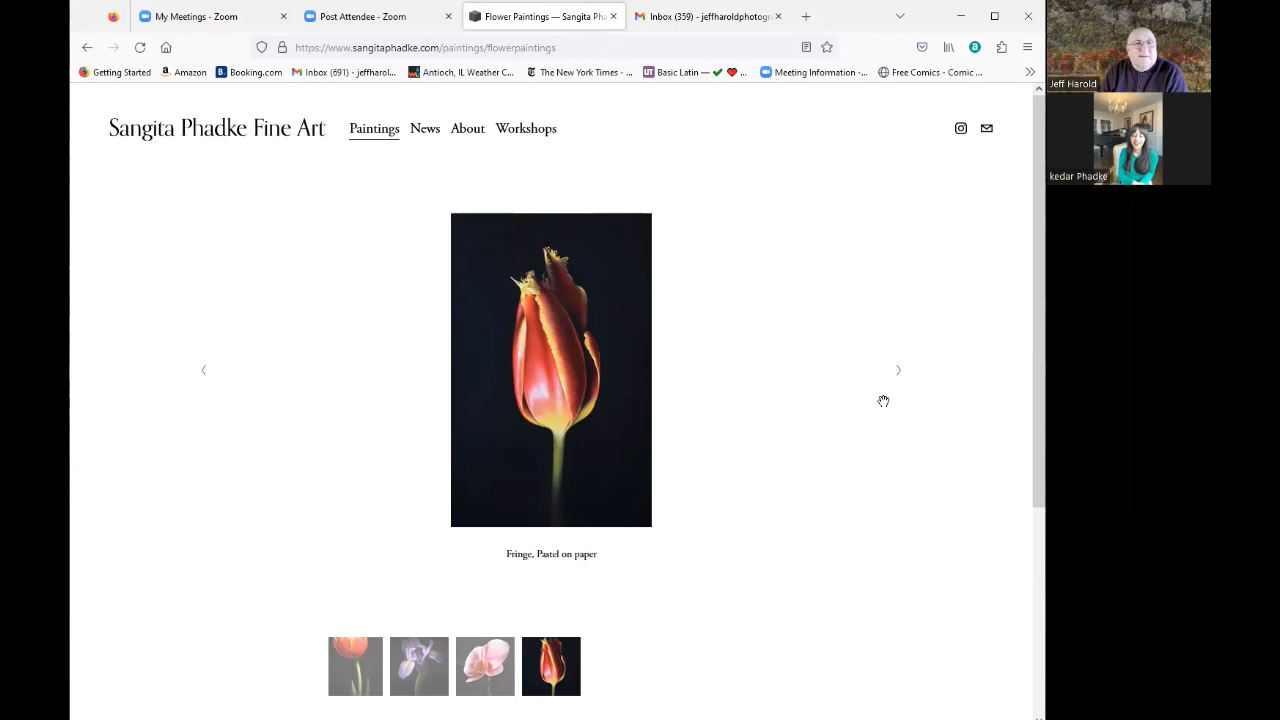 My Meetings - Zoom
Post Attendee - Zoom
Flower Paintings — Sangita Pha
Inbox (359) - jeffharoldphotogr
https://www.sangitaphadke.com/paintings/flowerpaintings
Getting Started
Amazon
Booking.com
Inbox (691) - jeffharol...
Antioch, IL Weather C...
The New York Times - ...
Basic Latin — ✔ ❤ ...
Meeting Information -...
Free Comics - Comic ...
Jeff Harold
kedar Phadke
Sangita Phadke Fine Art
Paintings
News
About
Workshops
Fringe, Pastel on paper